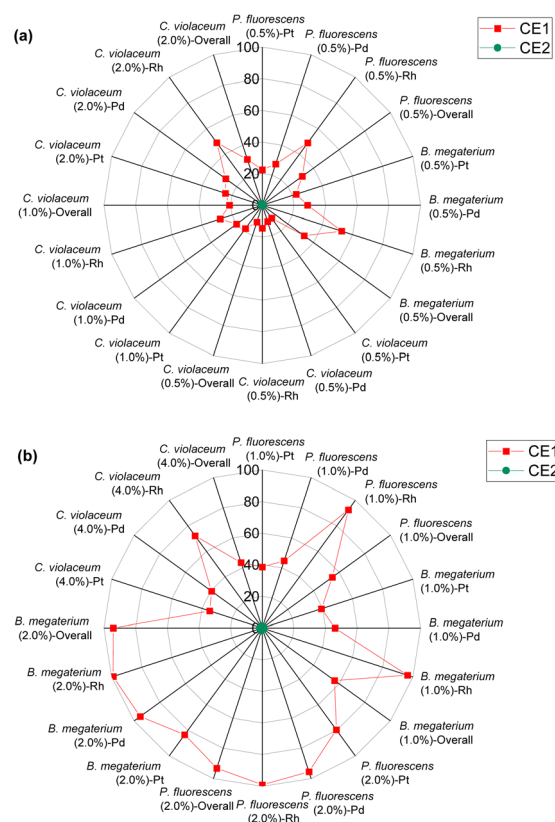 (a)
CE1
CE2
P. fluorescens
(0.5%)-Pt
P. fluorescens
(0.5%)-Pd
P. fluorescens
(0.5%)-Rh
P. fluorescens
(0.5%)-Overall
B. megaterium
(0.5%)-Pt
B. megaterium
(0.5%)-Pd
B. megaterium
(0.5%)-Rh
B. megaterium
(0.5%)-Overall
C. violaceum
(0.5%)-Pt
C. violaceum
(0.5%)-Pd
C. violaceum
(0.5%)-Rh
C. violaceum
(0.5%)-Overall
C. violaceum
(1.0%)-Pt
C. violaceum
(1.0%)-Pd
C. violaceum
(1.0%)-Rh
C. violaceum
(1.0%)-Overall
C. violaceum
(2.0%)-Pt
C. violaceum
(2.0%)-Pd
C. violaceum
(2.0%)-Rh
C. violaceum
(2.0%)-Overall
100
80
60
40
20
0
(b)
CE1
CE2
P. fluorescens
(1.0%)-Pt
P. fluorescens
(1.0%)-Pd
P. fluorescens
(1.0%)-Rh
P. fluorescens
(1.0%)-Overall
B. megaterium
(1.0%)-Pt
B. megaterium
(1.0%)-Pd
B. megaterium
(1.0%)-Rh
B. megaterium
(1.0%)-Overall
P. fluorescens
(2.0%)-Pt
P. fluorescens
(2.0%)-Pd
P. fluorescens
(2.0%)-Rh
P. fluorescens
(2.0%)-Overall
B. megaterium
(2.0%)-Pt
B. megaterium
(2.0%)-Pd
B. megaterium
(2.0%)-Rh
B. megaterium
(2.0%)-Overall
C. violaceum
(4.0%)-Pt
C. violaceum
(4.0%)-Pd
C. violaceum
(4.0%)-Rh
C. violaceum
(4.0%)-Overall
100
80
60
40
20
0